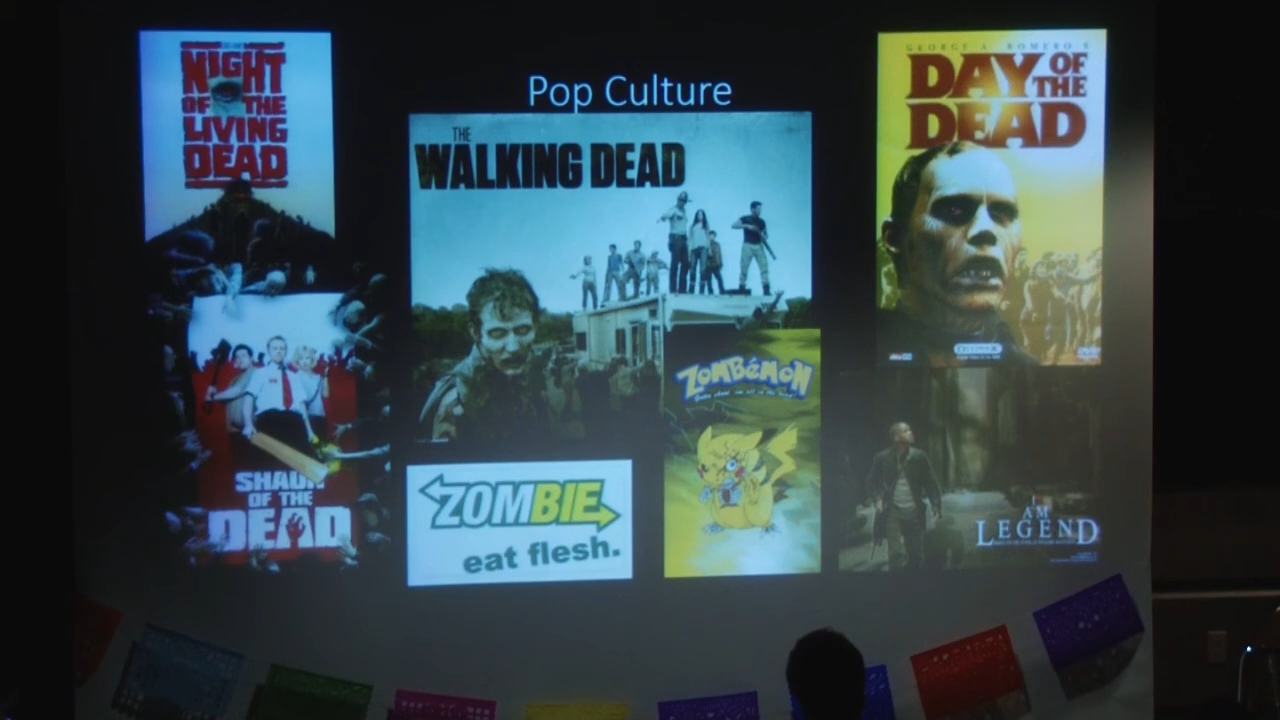 Pop Culture
NIGHT
OF THE
LIVING
DEAD
THE
WALKING DEAD
GEORGE A. ROMERO'S
DAY OF
THE
DEAD
SHAUN
OF THE
DEAD
ZOMBIE
eat flesh.
ZOMBéMON
I AM
LEGEND